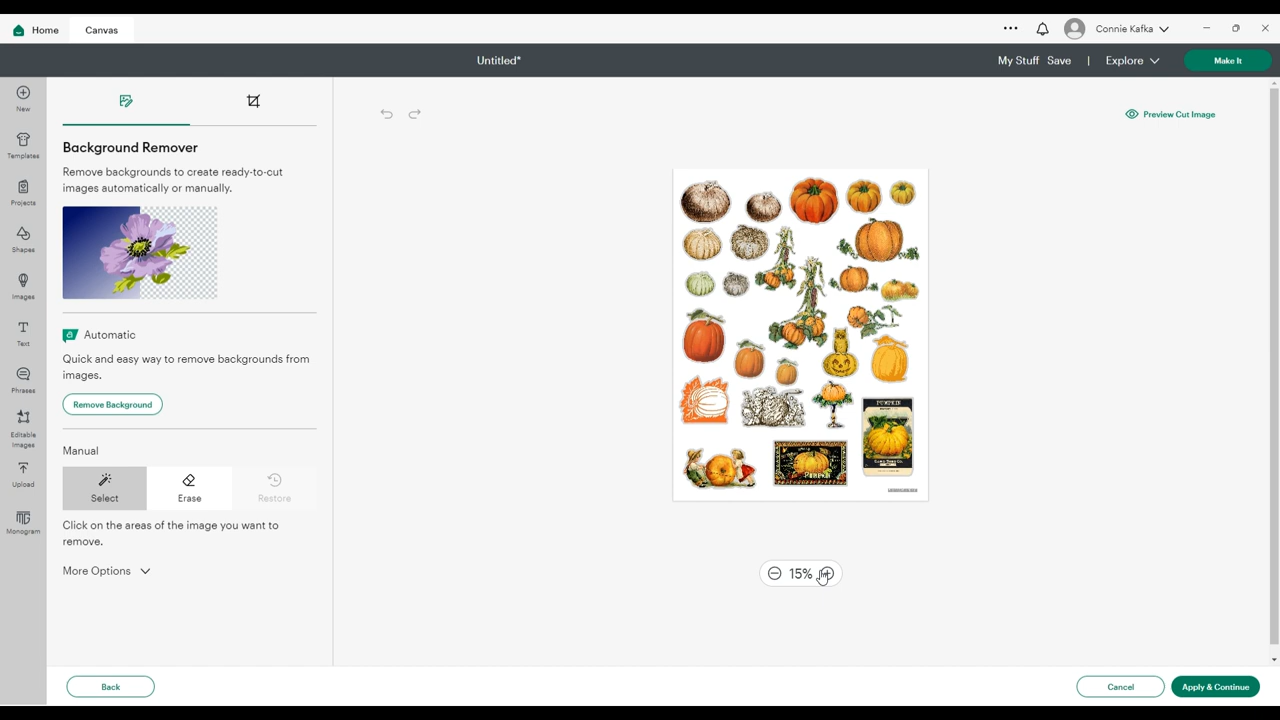 Home
Canvas
Connie Kafka
Untitled*
My Stuff Save | Explore
Make It
New
Templates
Projects
Shapes
Images
Text
Phrases
Editable
Images
Upload
Monogram
Background Remover
Remove backgrounds to create ready-to-cut
images automatically or manually.
Automatic
Quick and easy way to remove backgrounds from
images.
Remove Background
Manual
Select
Erase
Restore
Click on the areas of the image you want to
remove.
More Options
Preview Cut Image
PUMPKIN
PUMPKIN
15%
Back
Cancel
Apply & Continue